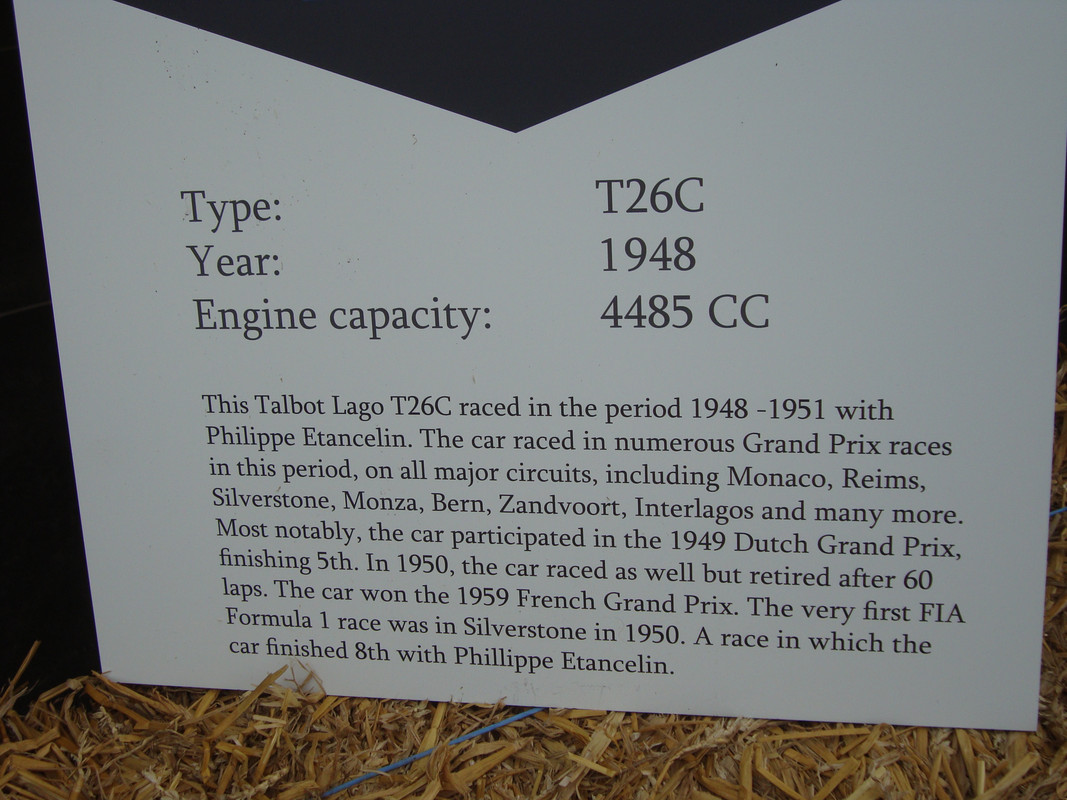 Type: T26C
Year: 1948
Engine capacity: 4485 CC
This Talbot Lago T26C raced in the period 1948 -1951 with
Philippe Etancelin. The car raced in numerous Grand Prix races
in this period, on all major circuits, including Monaco, Reims,
Silverstone, Monza, Bern, Zandvoort, Interlagos and many more.
Most notably, the car participated in the 1949 Dutch Grand Prix,
finishing 5th. In 1950, the car raced as well but retired after 60
laps. The car won the 1959 French Grand Prix. The very first FIA
Formula 1 race was in Silverstone in 1950. A race in which the
car finished 8th with Phillippe Etancelin.